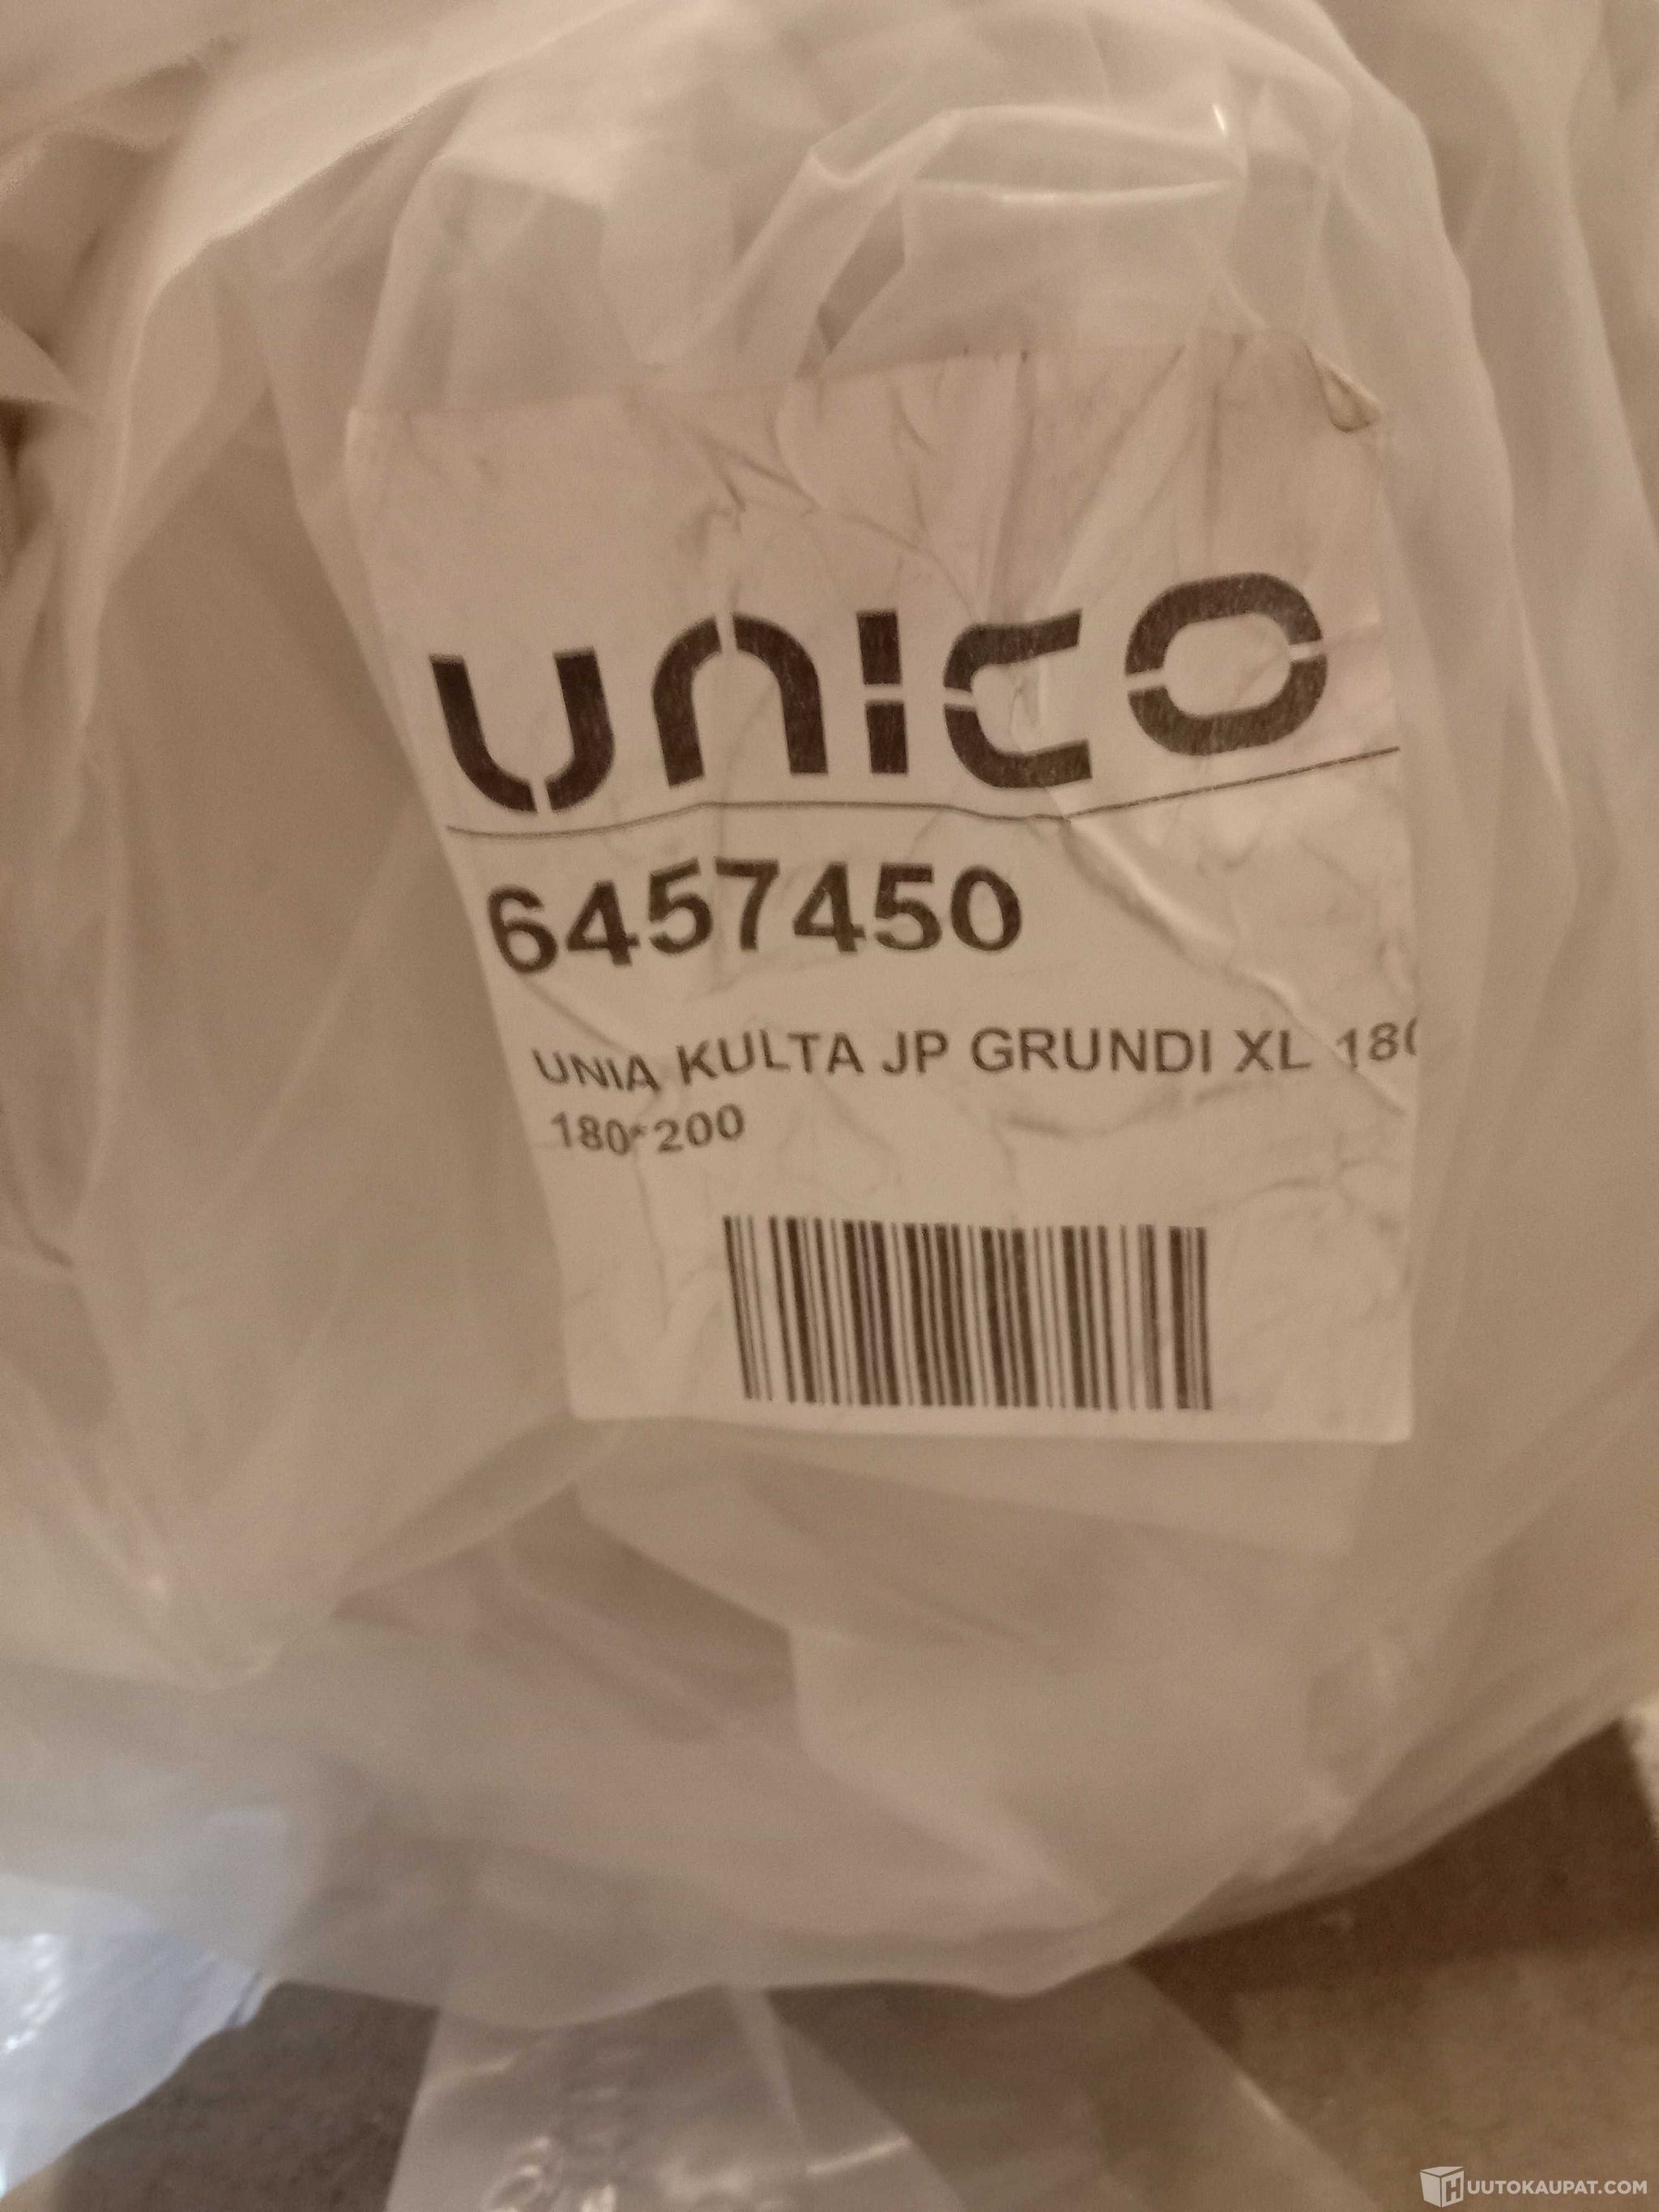 unico
6457450
UNIA KULTA JP GRUNDI XL 180
180*200
HUUTOKAUPAT.COM